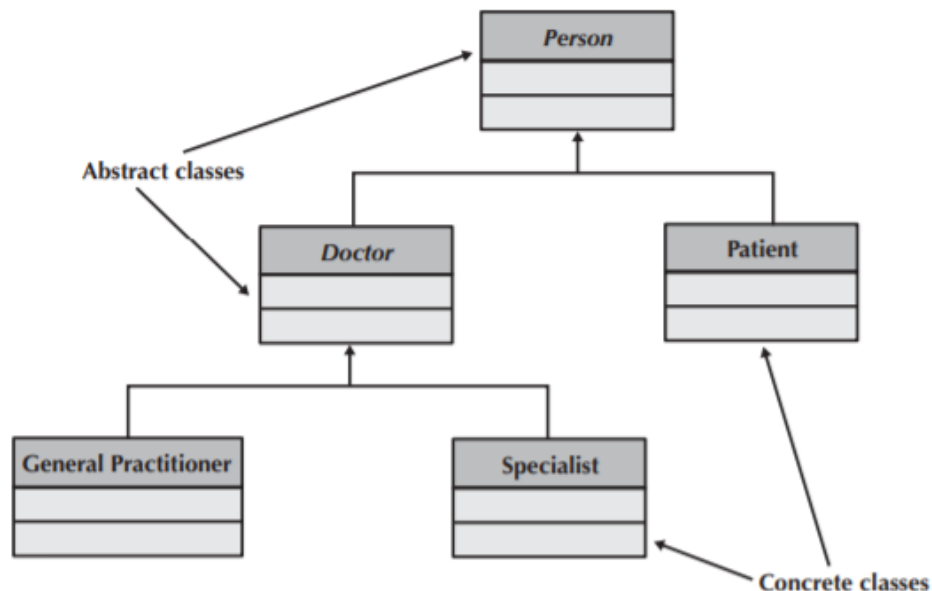 Person
Abstract classes
Doctor
Patient
General Practitioner
Specialist
Concrete classes